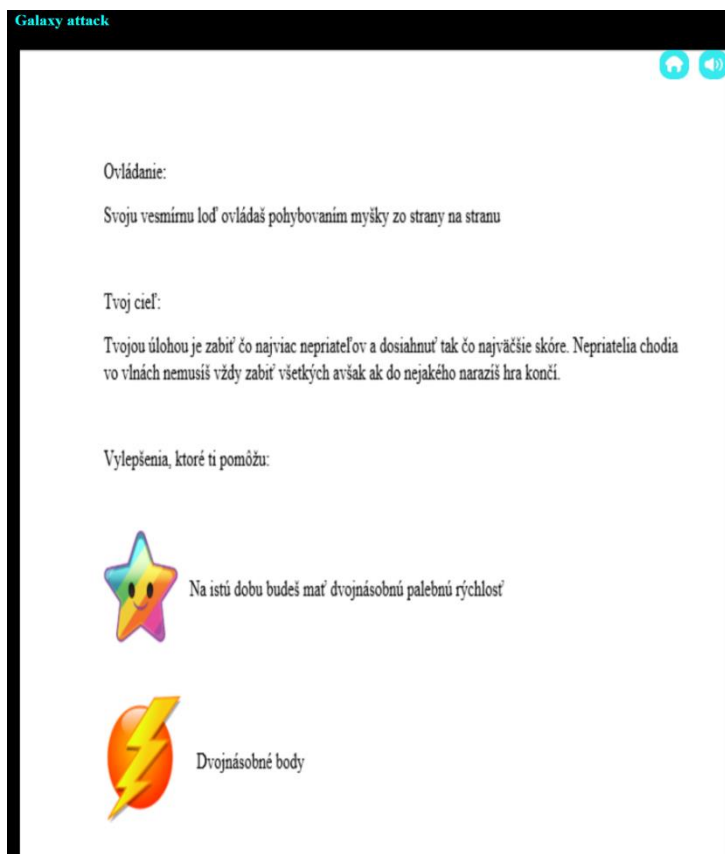 Galaxy attack
Ovládanie:
Svoju vesmírnu loď ovládaš pohybovaním myšky zo strany na stranu
Tvoj cieľ:
Tvojou úlohou je zabiť čo najviac nepriateľov a dosiahnuť tak čo najväčšie skóre. Nepriatelia chodia
vo vlnách nemusíš vždy zabiť všetkých avšak ak do nejakého narazíš hra končí.
Vylepšenia, ktoré ti pomôžu:
Na istú dobu budeš mať dvojnásobnú palebnú rýchlosť
Dvojnásobné body